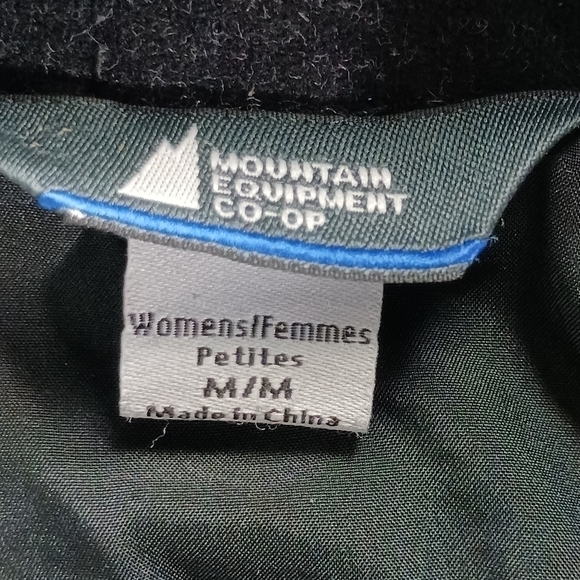 MOUNTAIN
EQUIPMENT
CO-OP
Womens/Femmes
Petites
M/M
Made in China